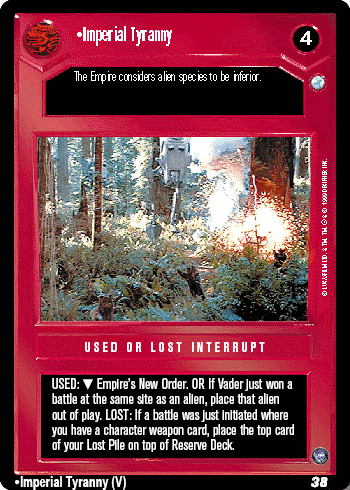 •Imperial Tyranny
4
The Empire considers alien species to be inferior.
USED OR LOST INTERRUPT
USED: ▼ Empire's New Order. OR If Vader just won a
battle at the same site as an alien, place that alien
out of play. LOST: If a battle was just initiated where
you have a character weapon card, place the top card
of your Lost Pile on top of Reserve Deck.
•Imperial Tyranny (V)
38